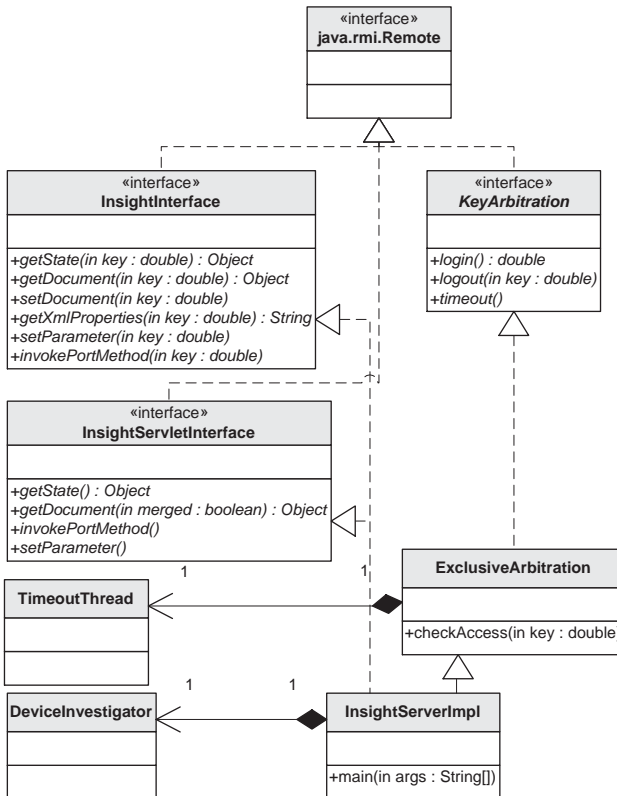 «interface»
java.rmi.Remote
«interface»
InsightInterface
+getState(in key : double) : Object
+getDocument(in key : double) : Object
+setDocument(in key : double)
+getXmlProperties(in key : double) : String
+setParameter(in key : double)
+invokePortMethod(in key : double)
«interface»
KeyArbitration
+login() : double
+logout(in key : double)
+timeout()
«interface»
InsightServletInterface
+getState() : Object
+getDocument(in merged : boolean) : Object
+invokePortMethod()
+setParameter()
TimeoutThread
1
1
ExclusiveArbitration
+checkAccess(in key : double)
DeviceInvestigator
1
1
InsightServerImpl
+main(in args : String[])